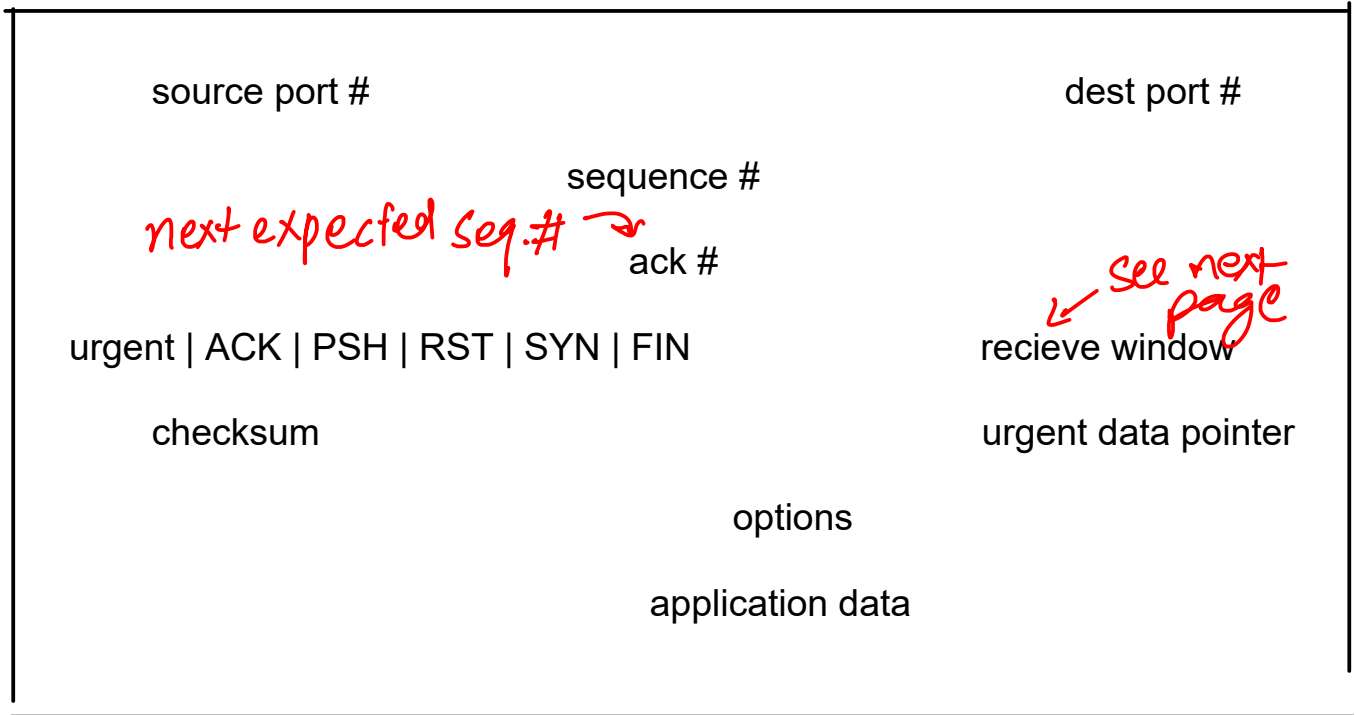 source port # dest port #
sequence #
next expected seq.#
ack #
see next
page
urgent | ACK | PSH | RST | SYN | FIN recieve window
checksum urgent data pointer
options
application data